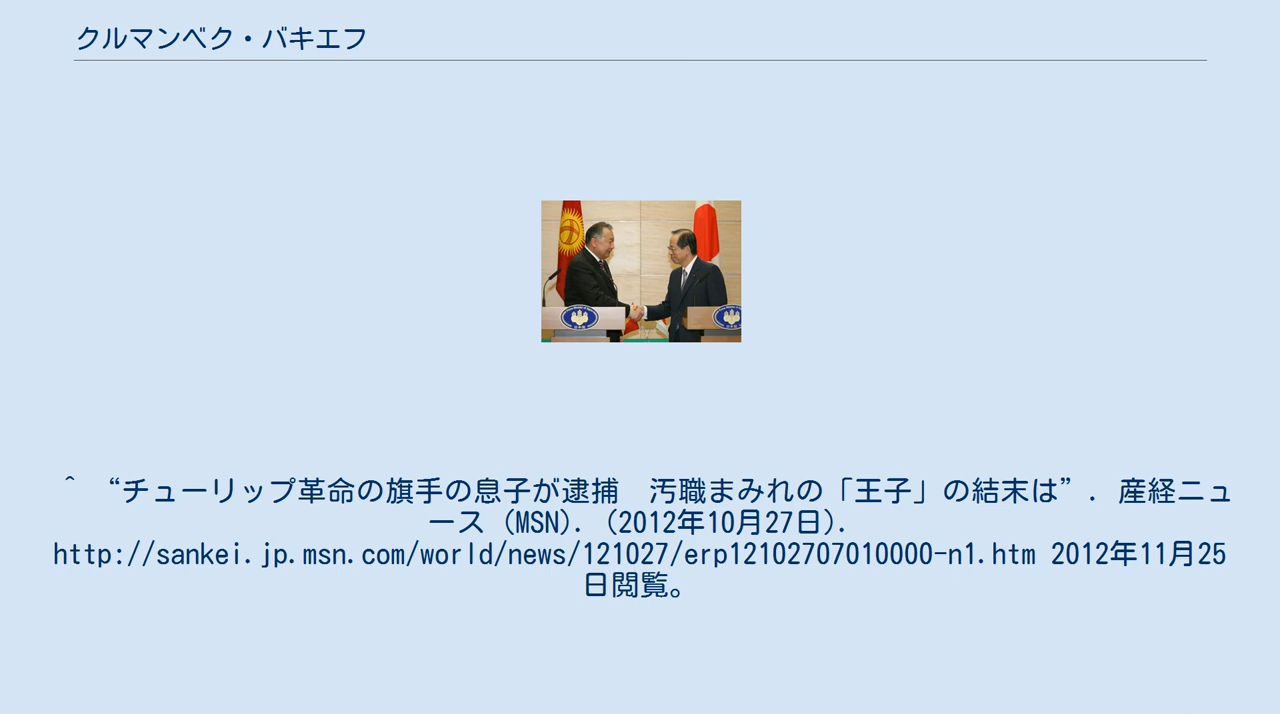 クルマンベク・バキエフ
^ “チューリップ革命の旗手の息子が逮捕　汚職まみれの「王子」の結末は”. 産経ニュ
ース (MSN). (2012年10月27日).
http://sankei.jp.msn.com/world/news/121027/erp12102707010000-n1.htm 2012年11月25
日閲覧。